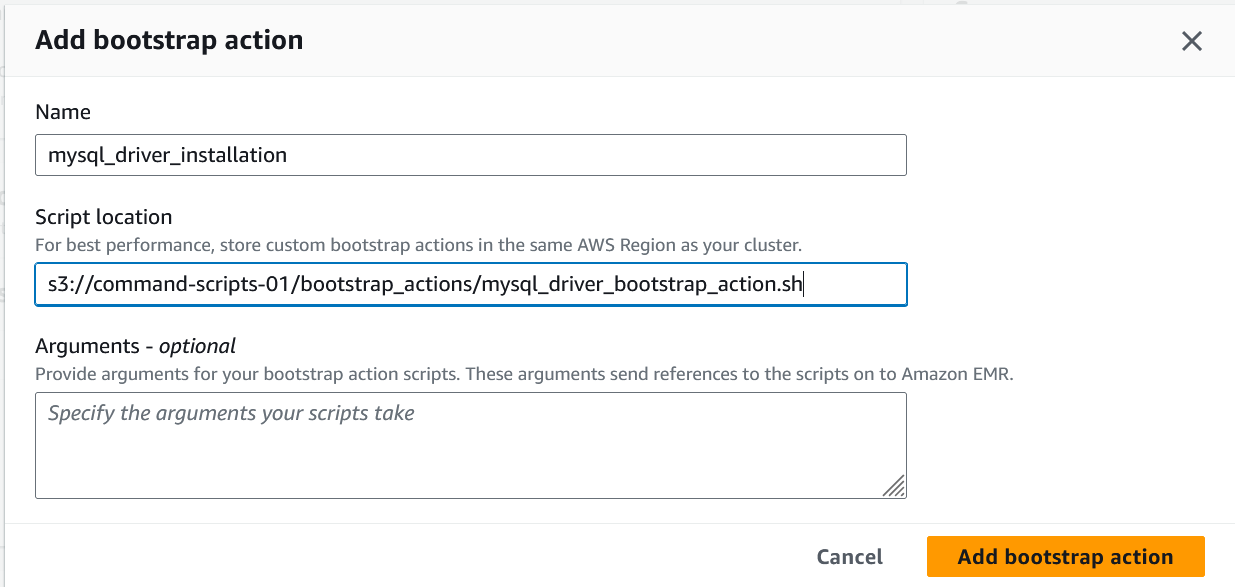 Add bootstrap action
Name
mysql_driver_installation
Script location
For best performance, store custom bootstrap actions in the same AWS Region as your cluster.
s3://command-scripts-01/bootstrap_actions/mysql_driver_bootstrap_action.sh
Arguments - optional
Provide arguments for your bootstrap action scripts. These arguments send references to the scripts on to Amazon EMR.
Specify the arguments your scripts take
Cancel
Add bootstrap action